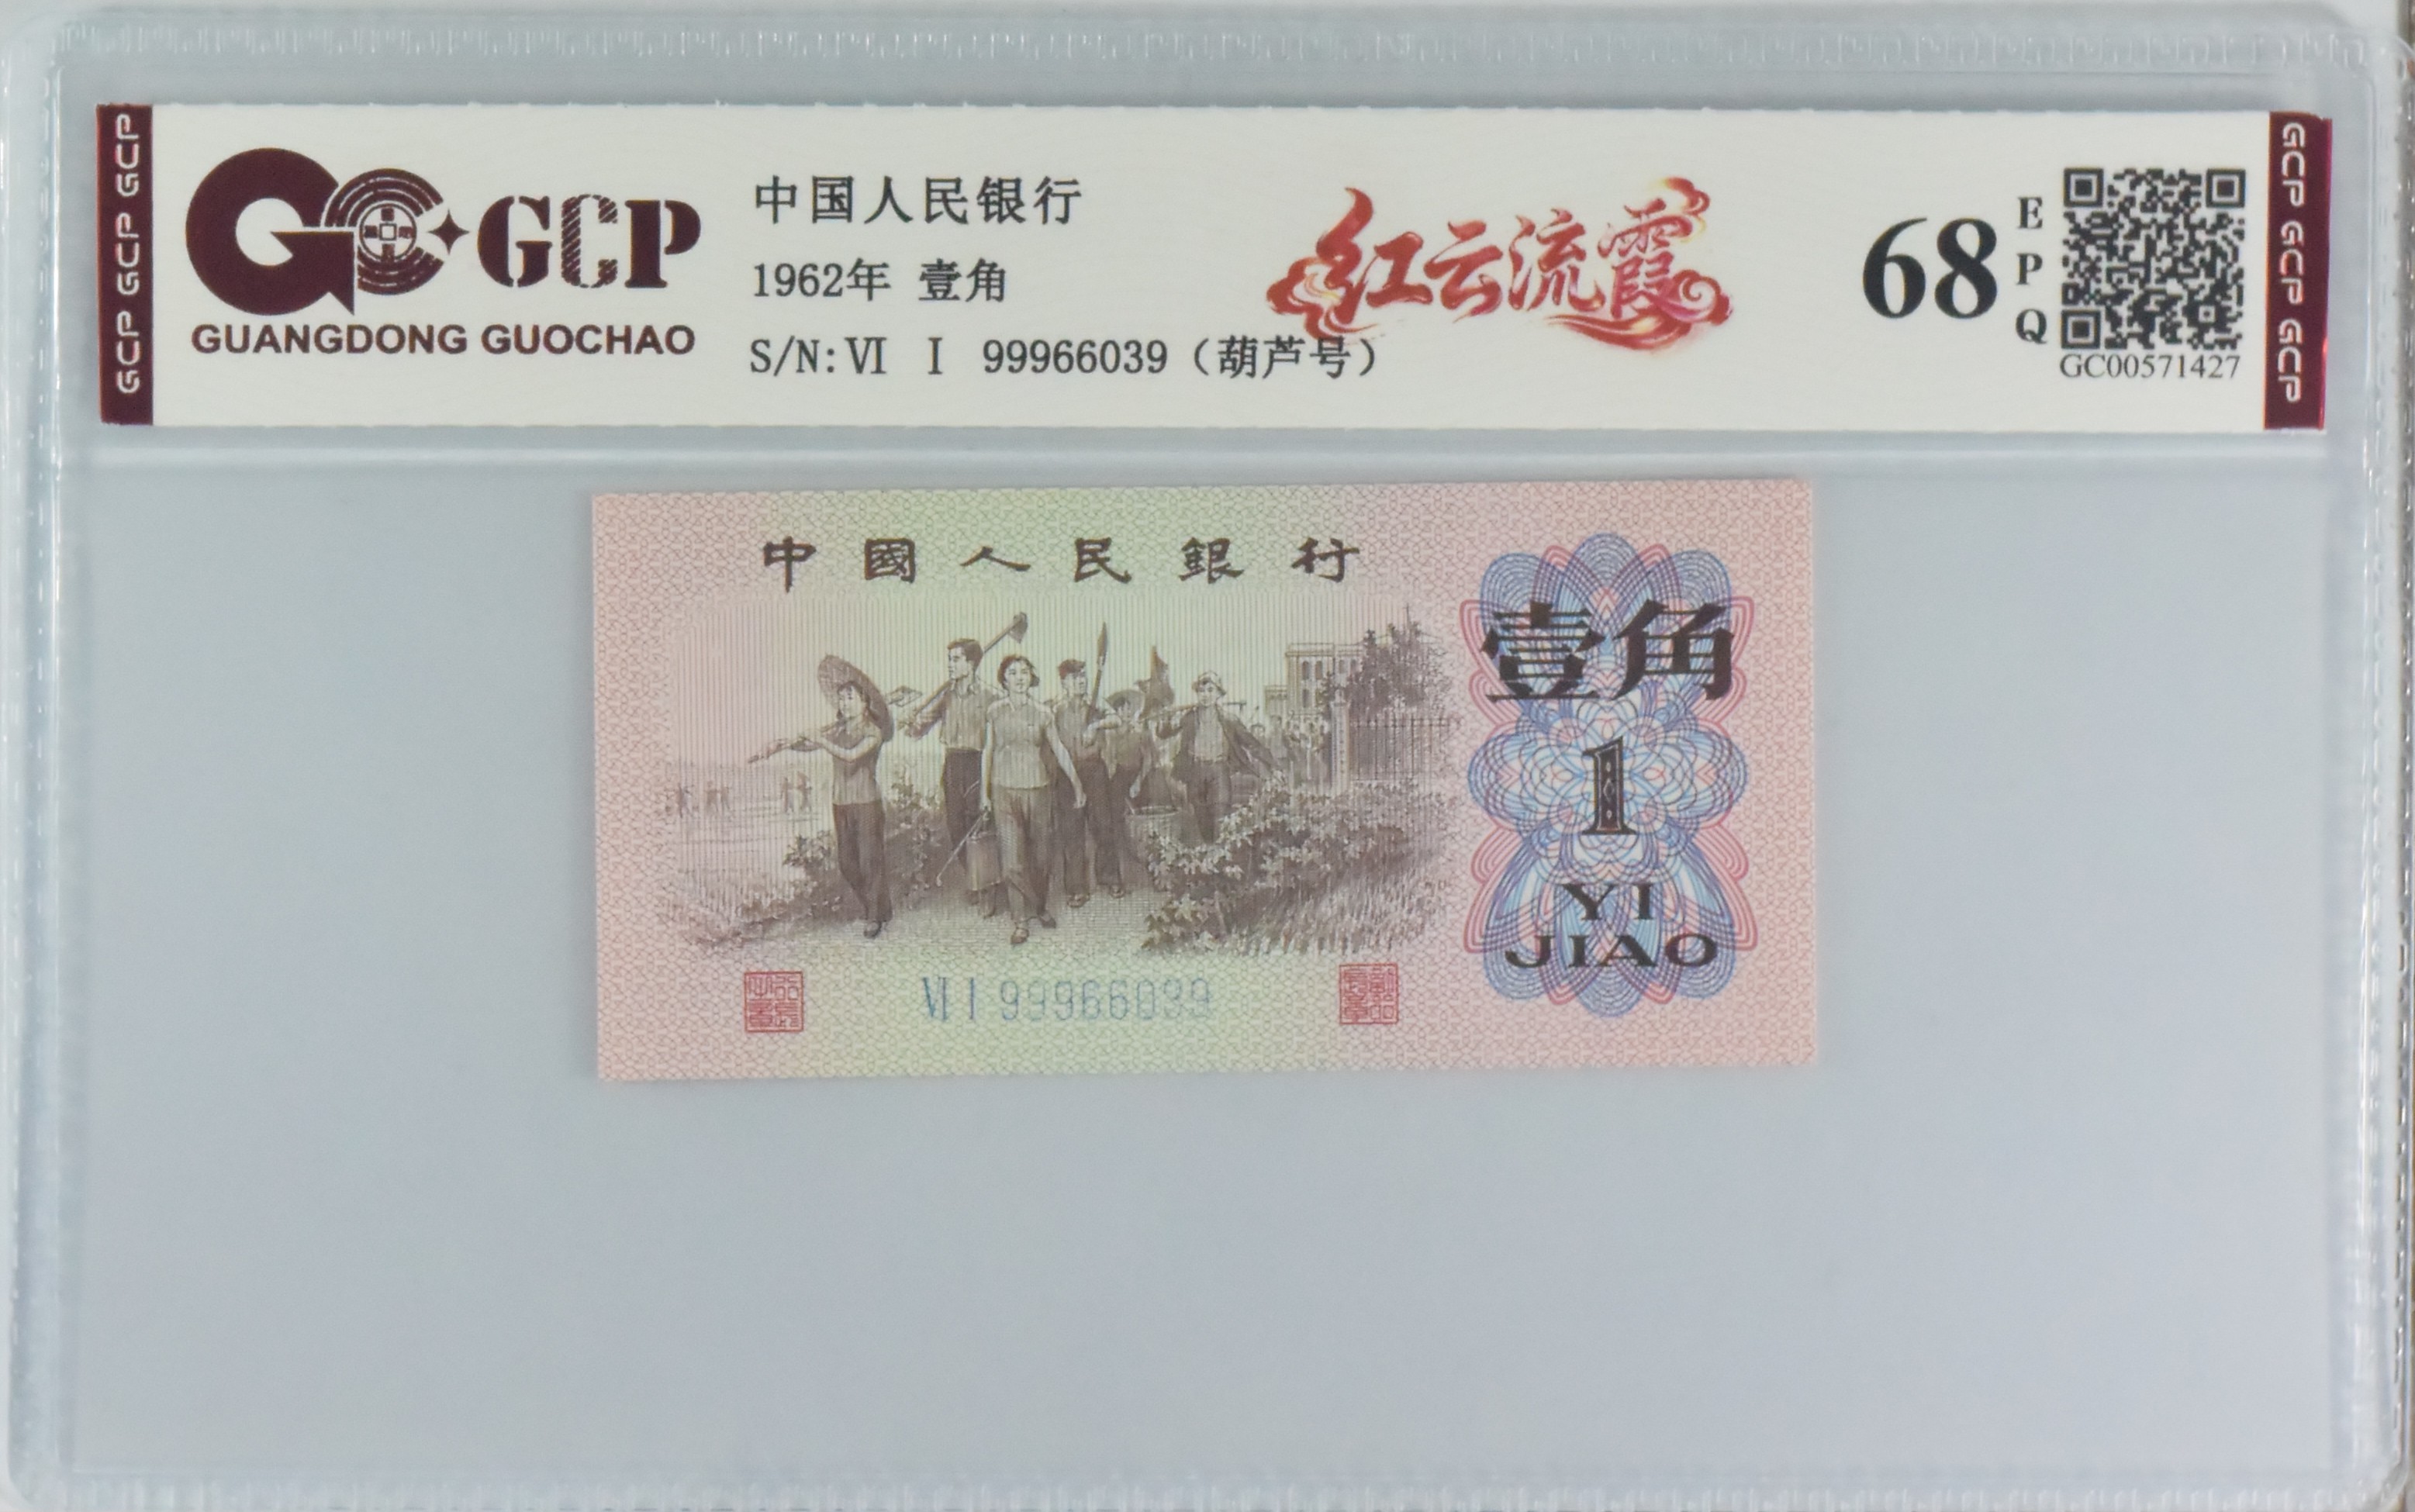 GCP GCP GCP
GCP
GUANGDONG GUOCHAO
中国人民银行
1962年 壹角
S/N: VI I 99966039（葫芦号）
红云流霞
68
E
P
Q
GC00571427
GCP GCP GCP
中國人民銀行
壹角
1
YI
JIAO
VI I 99966039